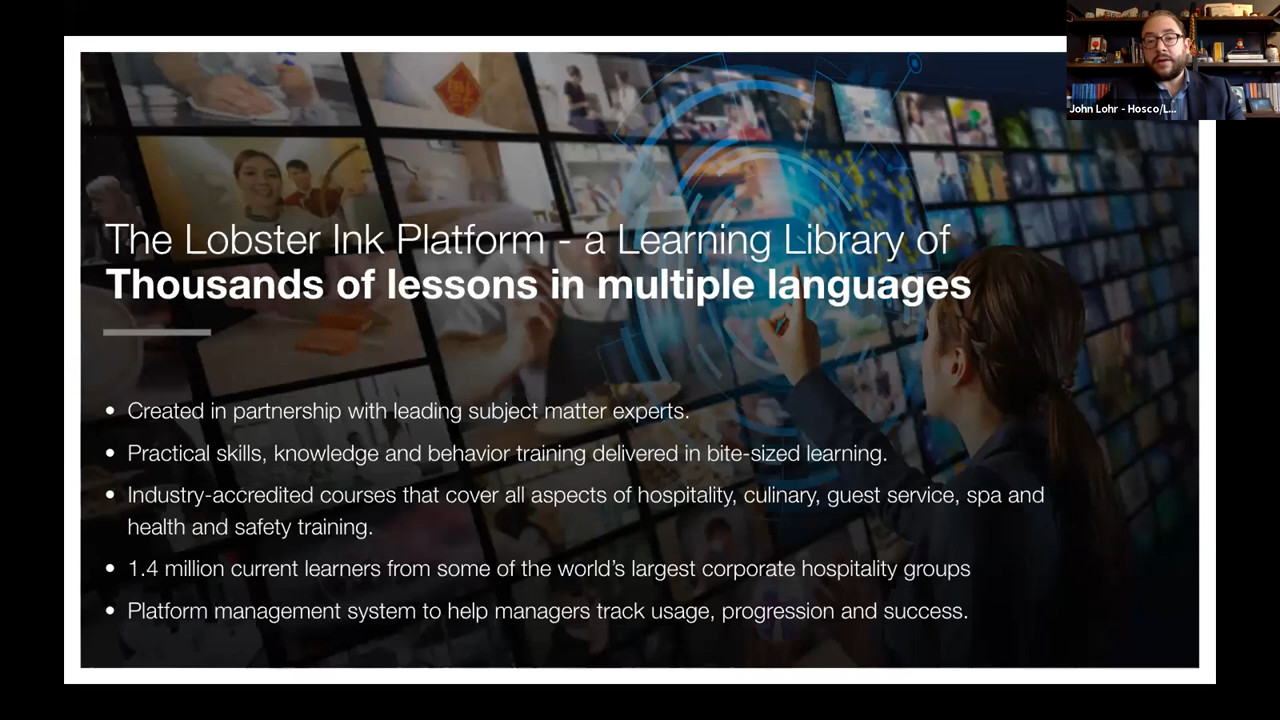 John Lohr - Hosco/L...
The Lobster Ink Platform - a Learning Library of
Thousands of lessons in multiple languages
• Created in partnership with leading subject matter experts.
• Practical skills, knowledge and behavior training delivered in bite-sized learning.
• Industry-accredited courses that cover all aspects of hospitality, culinary, guest service, spa and
health and safety training.
• 1.4 million current learners from some of the world’s largest corporate hospitality groups
• Platform management system to help managers track usage, progression and success.